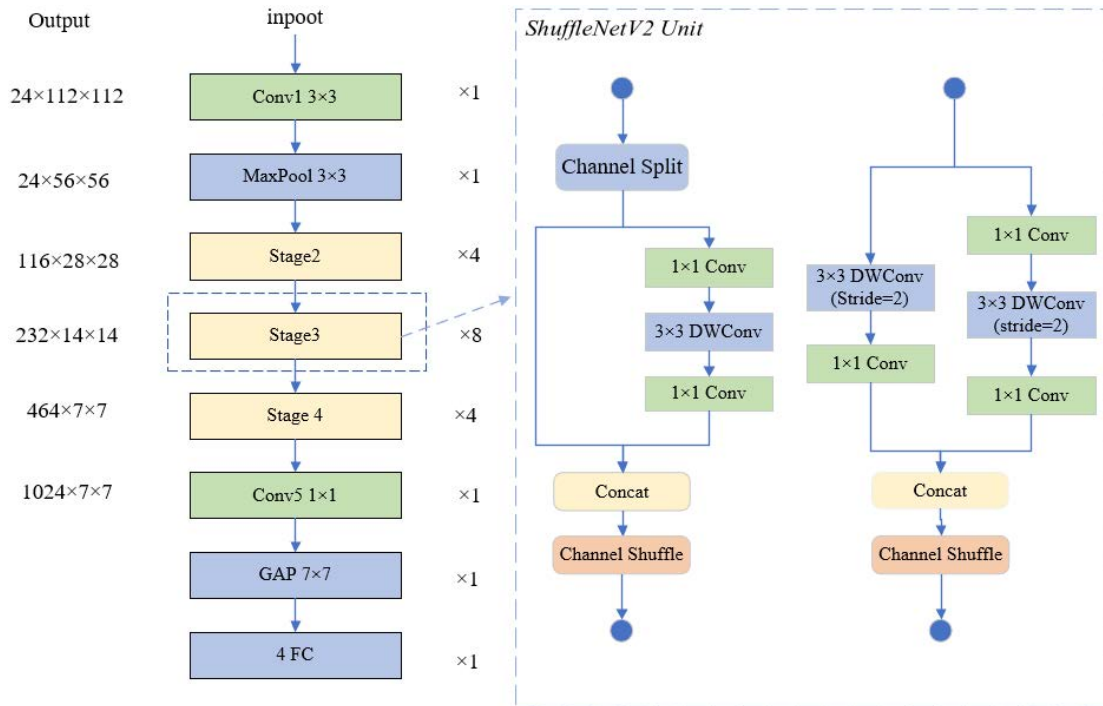 Output
inpoot
24×112×112
Conv1 3×3
×1
24×56×56
MaxPool 3×3
×1
116×28×28
Stage2
×4
232×14×14
Stage3
×8
464×7×7
Stage 4
×4
1024×7×7
Conv5 1×1
×1
GAP 7×7
×1
4 FC
×1
ShuffleNetV2 Unit
Channel Split
1×1 Conv
3×3 DWConv
1×1 Conv
Concat
Channel Shuffle
3×3 DWConv
(Stride=2)
1×1 Conv
1×1 Conv
3×3 DWConv
(stride=2)
1×1 Conv
Concat
Channel Shuffle